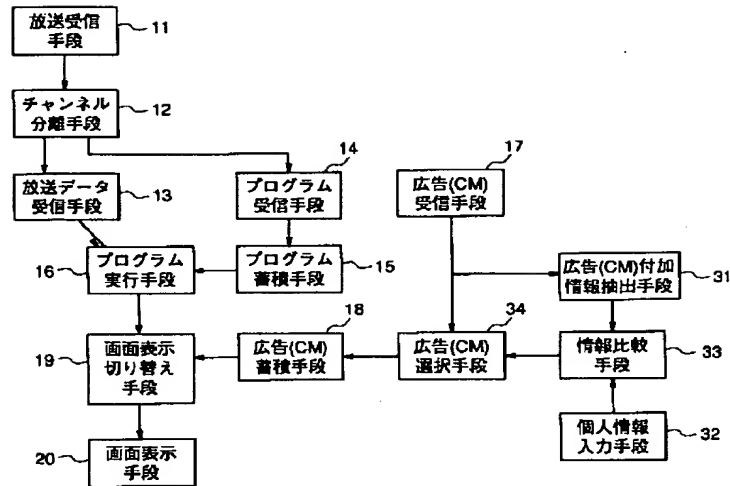 放送受信
手段
11
チャンネル
分離手段
12
14
17
放送データ
受信手段
13
プログラム
受信手段
広告(CM)
受信手段
16
プログラム
実行手段
プログラム
蓄積手段
15
広告(CM)付加
情報抽出手段
31
18
34
19
画面表示
切り替え
手段
広告(CM)
蓄積手段
広告(CM)
選択手段
情報比較
手段
33
20
画面表示
手段
個人情報
入力手段
32